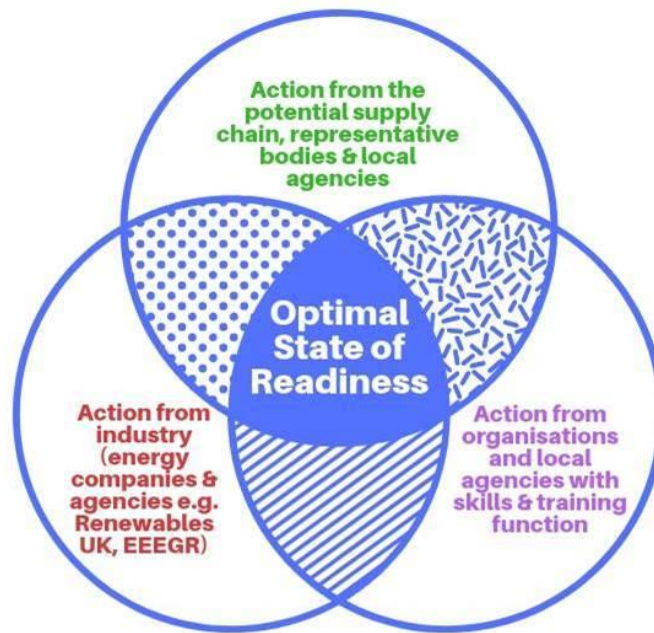 Action from the
potential supply
chain, representative
bodies & local
agencies
Optimal
State of
Readiness
Action from
industry
(energy
companies &
agencies e.g.
Renewables
UK, EEEGR)
Action from
organisations
and local
agencies with
skills & training
function